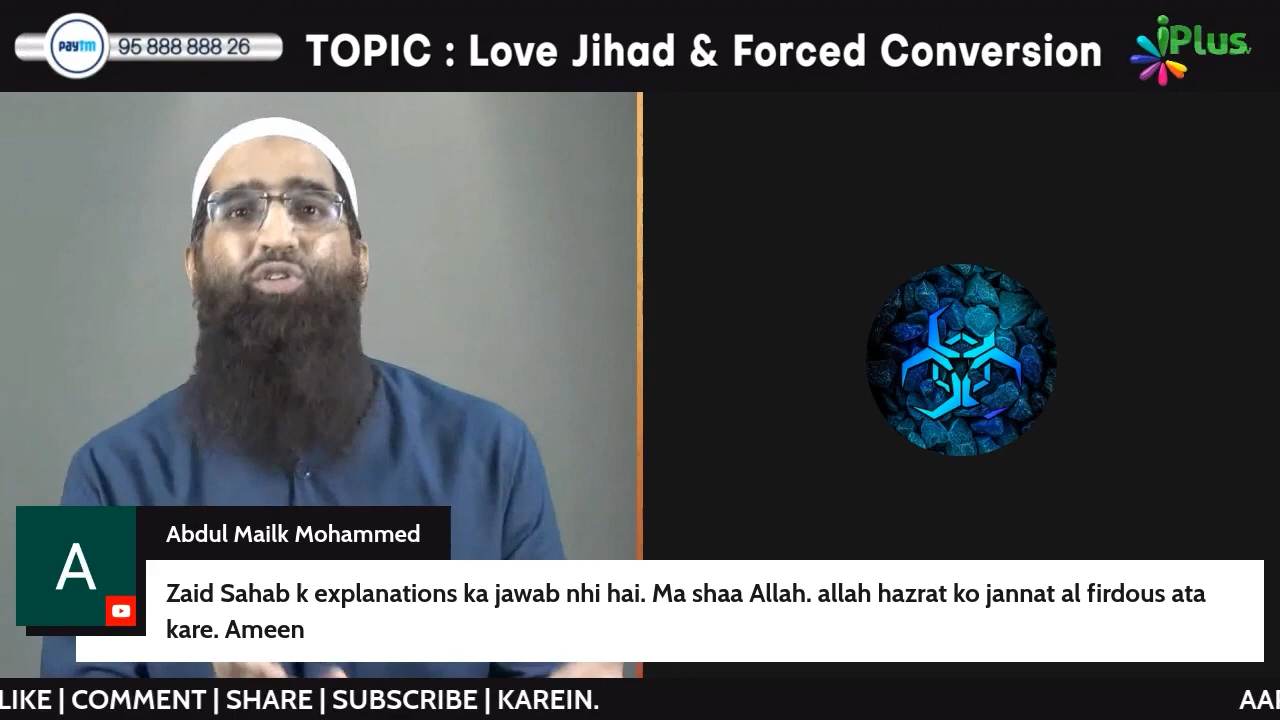 paytm 95 888 888 26
TOPIC : Love Jihad & Forced Conversion
iPlus
A
Abdul Mailk Mohammed
Zaid Sahab k explanations ka jawab nhi hai. Ma shaa Allah. allah hazrat ko jannat al firdous ata
kare. Ameen
LIKE | COMMENT | SHARE | SUBSCRIBE | KAREIN.